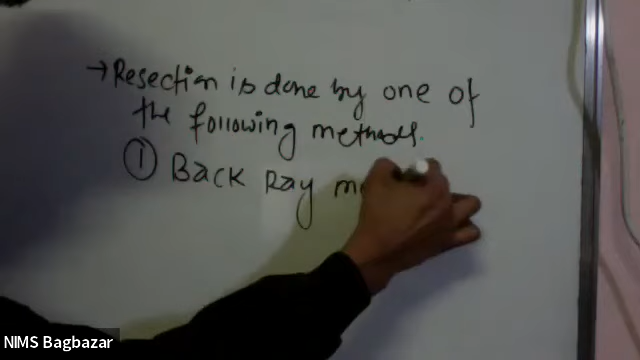 → Resection is done by one of
the following methods.
① Back Ray
NIMS Bagbazar